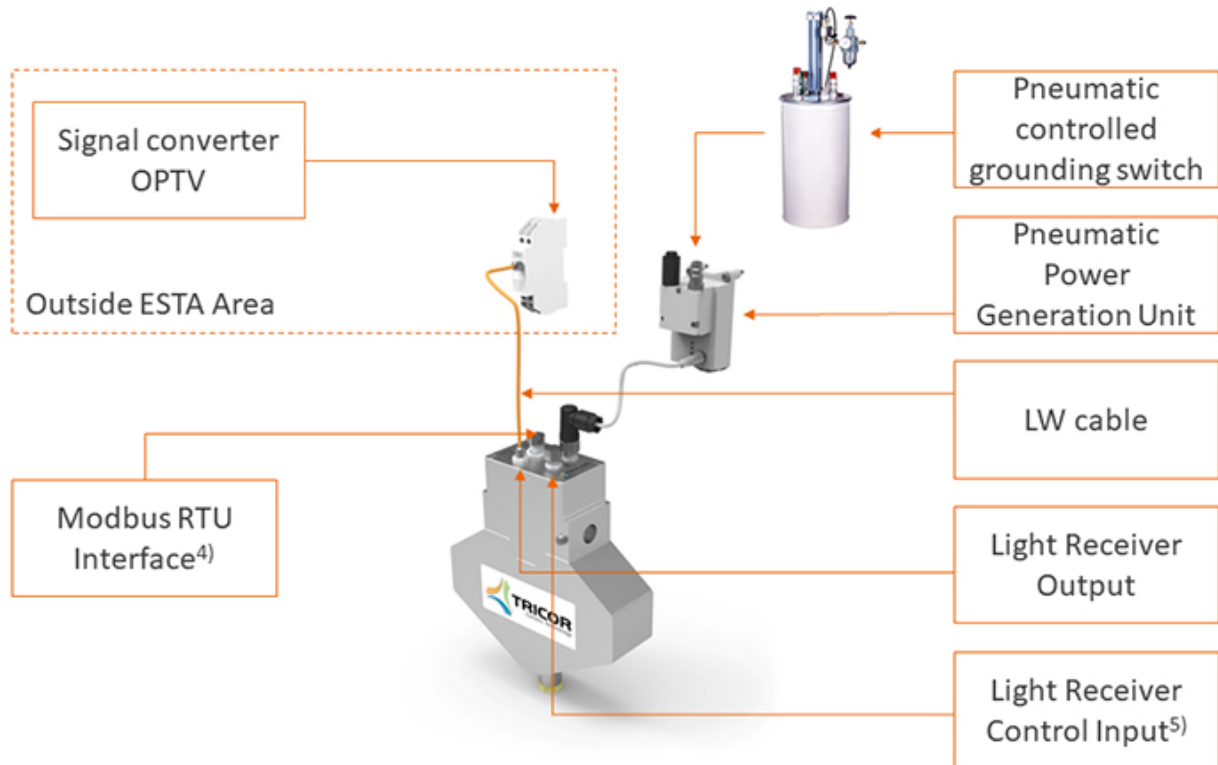 Signal converter
OPTV
Outside ESTA Area
Pneumatic
controlled
grounding switch
Pneumatic
Power
Generation Unit
LW cable
Modbus RTU
Interface4)
Light Receiver
Output
TRICOR
Light Receiver
Control Input5)